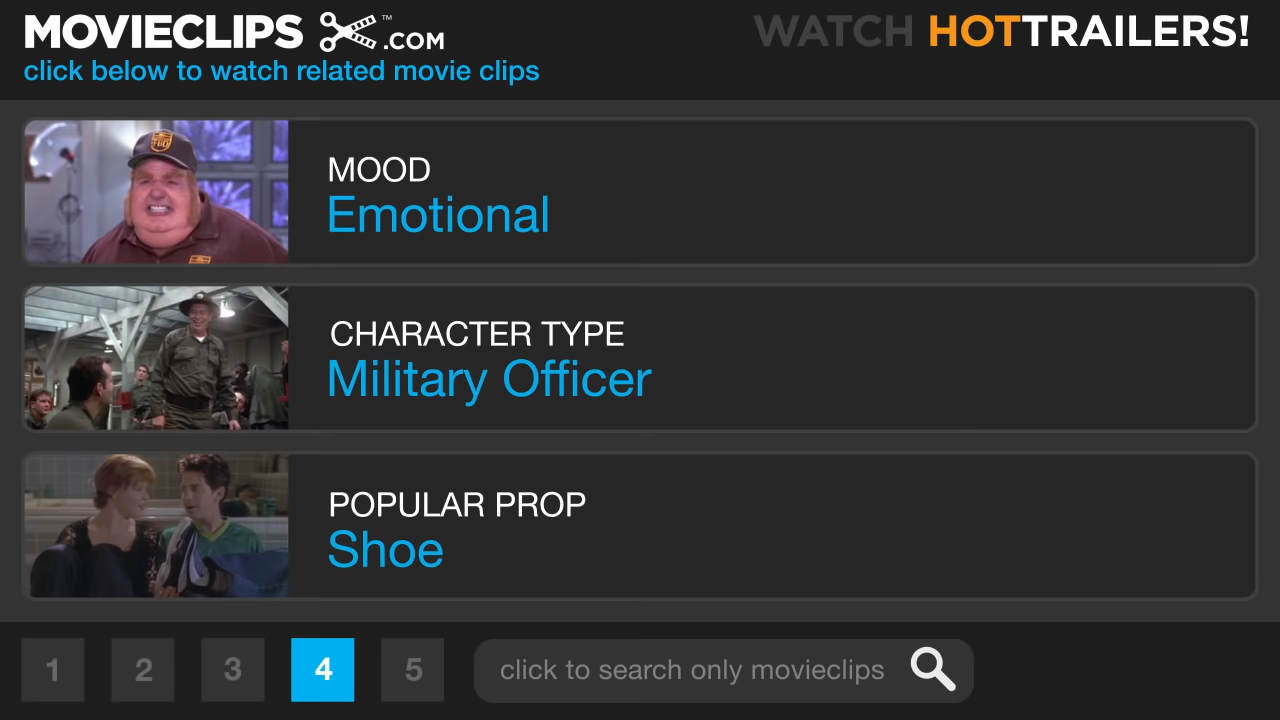 MOVIECLIPS ™ .COM
WATCH HOTTRAILERS!
click below to watch related movie clips
MOOD
Emotional
CHARACTER TYPE
Military Officer
POPULAR PROP
Shoe
1 2 3 4 5
click to search only movieclips